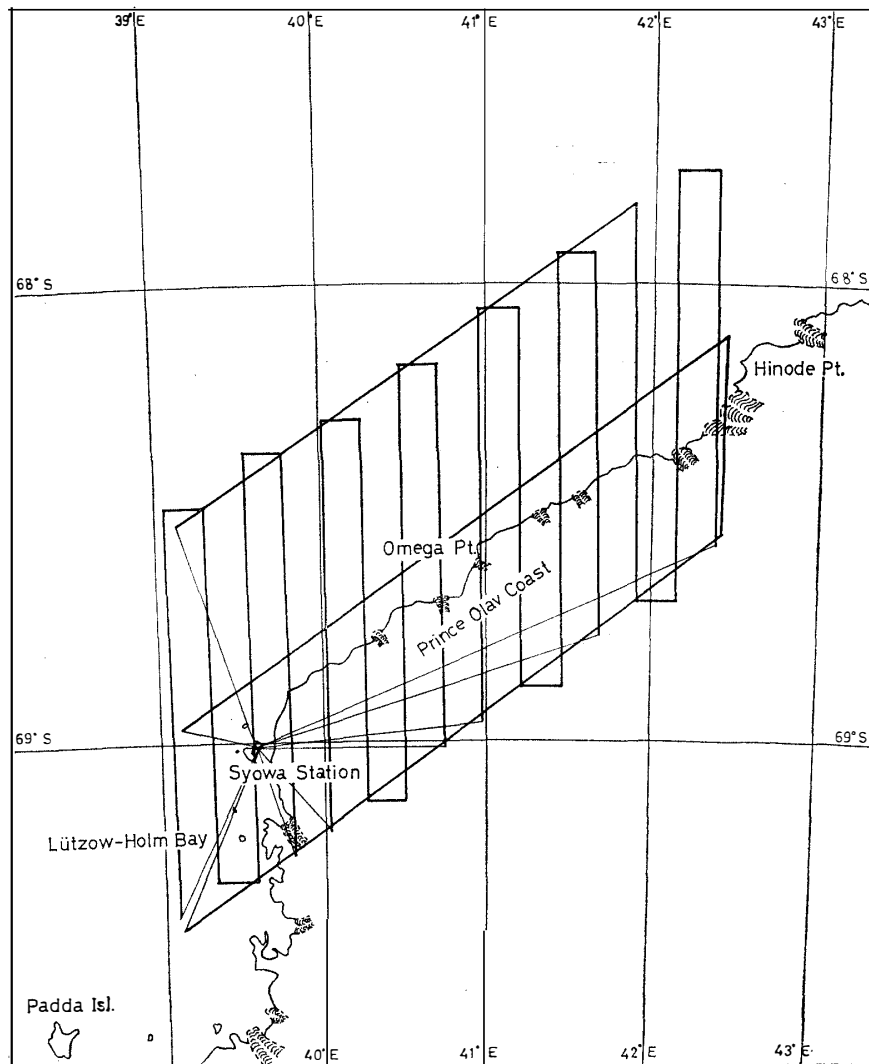 39°E
40°E
41°E
42°E
43°E
68°S
68°S
Hinode Pt.
Omega Pt.
Prince Olav Coast
69°S
69°S
Syowa Station
Lützow-Holm Bay
Padda Isl.
40°E
41°E
42°E
43°E.